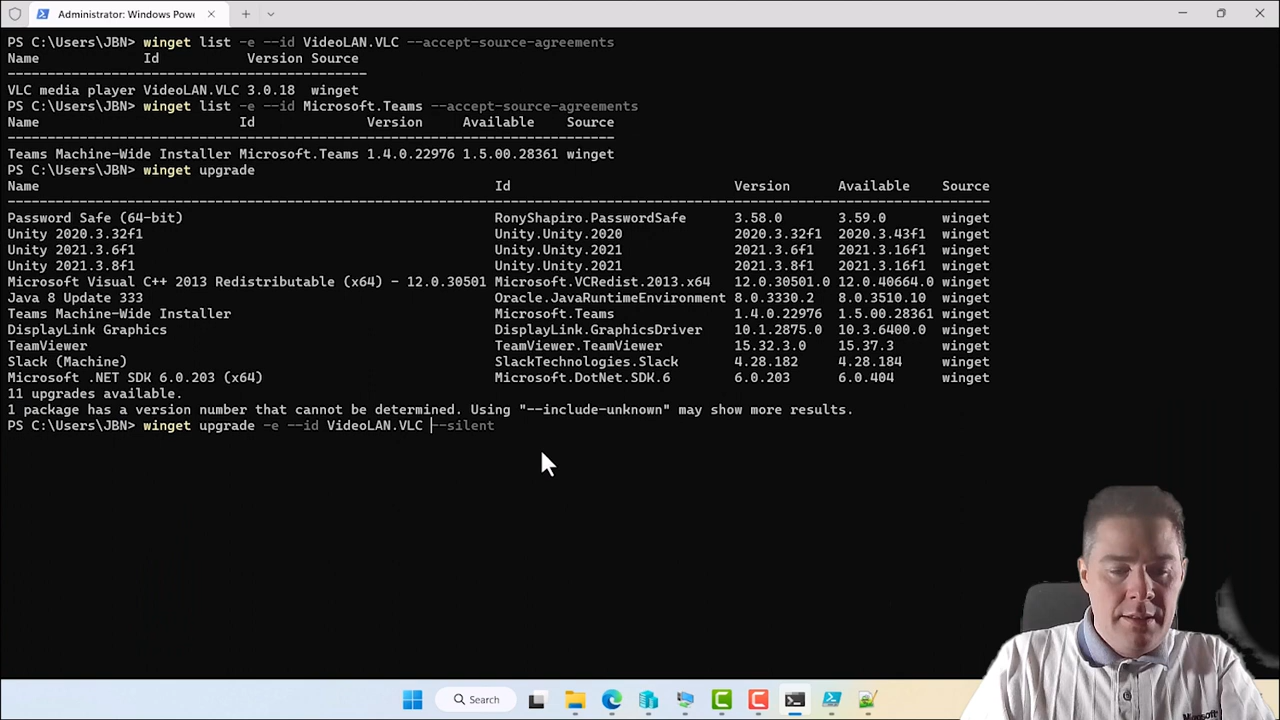 Administrator: Windows Powe
PS C:\Users\JBN> winget list -e --id VideoLAN.VLC --accept-source-agreements
Name Id Version Source
VLC media player VideoLAN.VLC 3.0.18 winget
PS C:\Users\JBN> winget list -e --id Microsoft.Teams --accept-source-agreements
Name Id Version Available Source
Teams Machine-Wide Installer Microsoft.Teams 1.4.0.22976 1.5.00.28361 winget
PS C:\Users\JBN> winget upgrade
Name Id Version Available Source
Password Safe (64-bit) RonyShapiro.PasswordSafe 3.58.0 3.59.0 winget
Unity 2020.3.32f1 Unity.Unity.2020 2020.3.32f1 2020.3.43f1 winget
Unity 2021.3.6f1 Unity.Unity.2021 2021.3.6f1 2021.3.16f1 winget
Unity 2021.3.8f1 Unity.Unity.2021 2021.3.8f1 2021.3.16f1 winget
Microsoft Visual C++ 2013 Redistributable (x64) - 12.0.30501 Microsoft.VCRedist.2013.x64 12.0.30501.0 12.0.40664.0 winget
Java 8 Update 333 Oracle.JavaRuntimeEnvironment 8.0.3330.2 8.0.3510.10 winget
Teams Machine-Wide Installer Microsoft.Teams 1.4.0.22976 1.5.00.28361 winget
DisplayLink Graphics DisplayLink.GraphicsDriver 10.1.2875.0 10.3.6400.0 winget
TeamViewer TeamViewer.TeamViewer 15.32.3.0 15.37.3 winget
Slack (Machine) SlackTechnologies.Slack 4.28.182 4.28.184 winget
Microsoft .NET SDK 6.0.203 (x64) Microsoft.DotNet.SDK.6 6.0.203 6.0.404 winget
11 upgrades available.
1 package has a version number that cannot be determined. Using "--include-unknown" may show more results.
PS C:\Users\JBN> winget upgrade -e --id VideoLAN.VLC --silent
Search
Microsoft